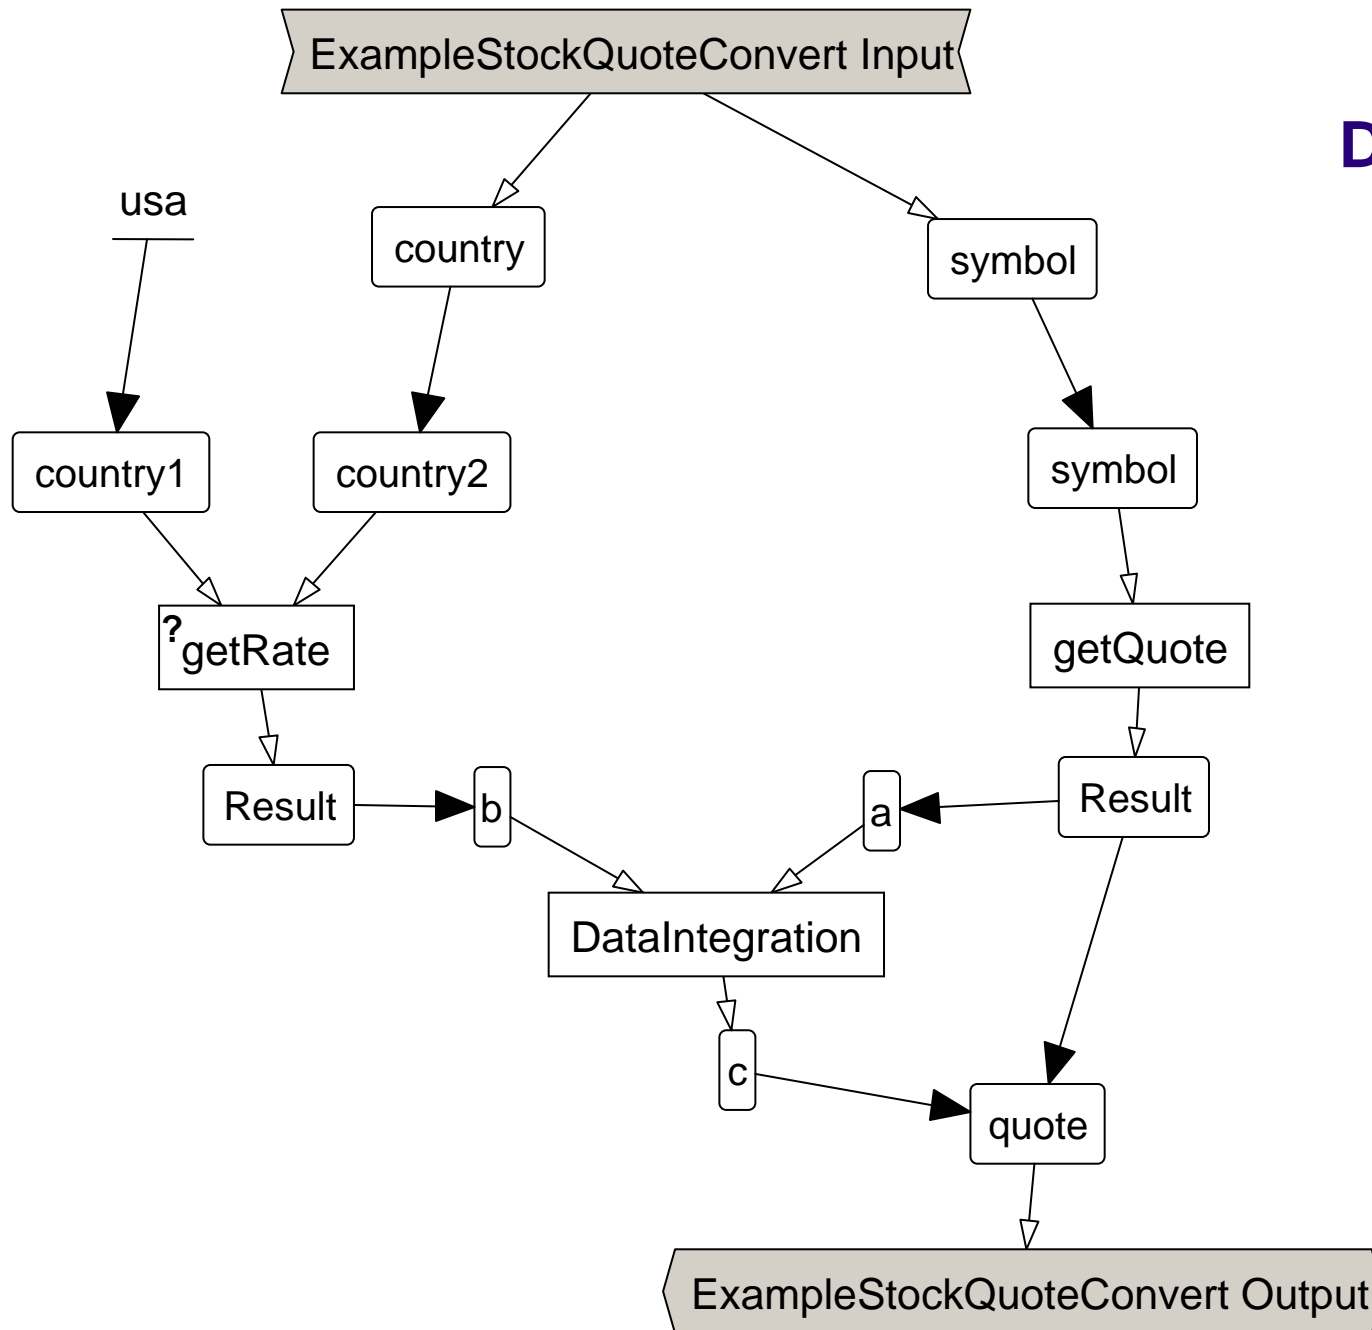 ExampleStockQuoteConvert Input
D
usa
country
symbol
country1
country2
symbol
?
getRate
getQuote
Result
b
a
Result
DataIntegration
c
quote
ExampleStockQuoteConvert Output